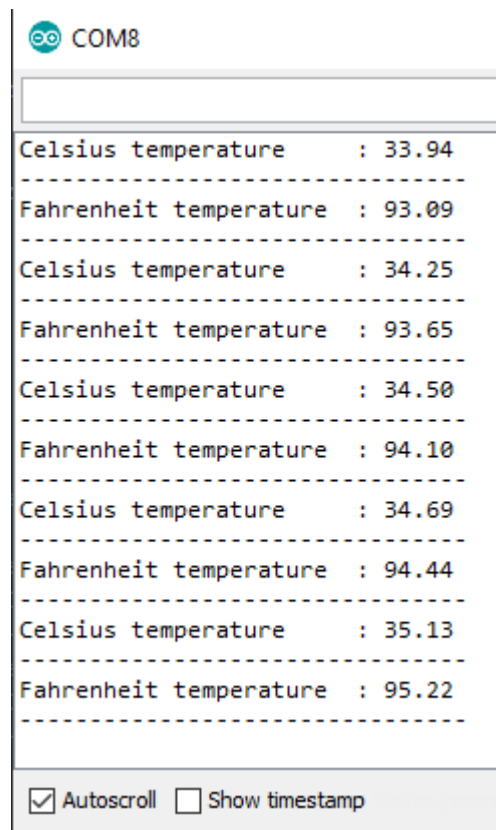 COM8
Celsius temperature     : 33.94
--------------------------------
Fahrenheit temperature  : 93.09
--------------------------------
Celsius temperature     : 34.25
--------------------------------
Fahrenheit temperature  : 93.65
--------------------------------
Celsius temperature     : 34.50
--------------------------------
Fahrenheit temperature  : 94.10
--------------------------------
Celsius temperature     : 34.69
--------------------------------
Fahrenheit temperature  : 94.44
--------------------------------
Celsius temperature     : 35.13
--------------------------------
Fahrenheit temperature  : 95.22
--------------------------------
Autoscroll Show timestamp